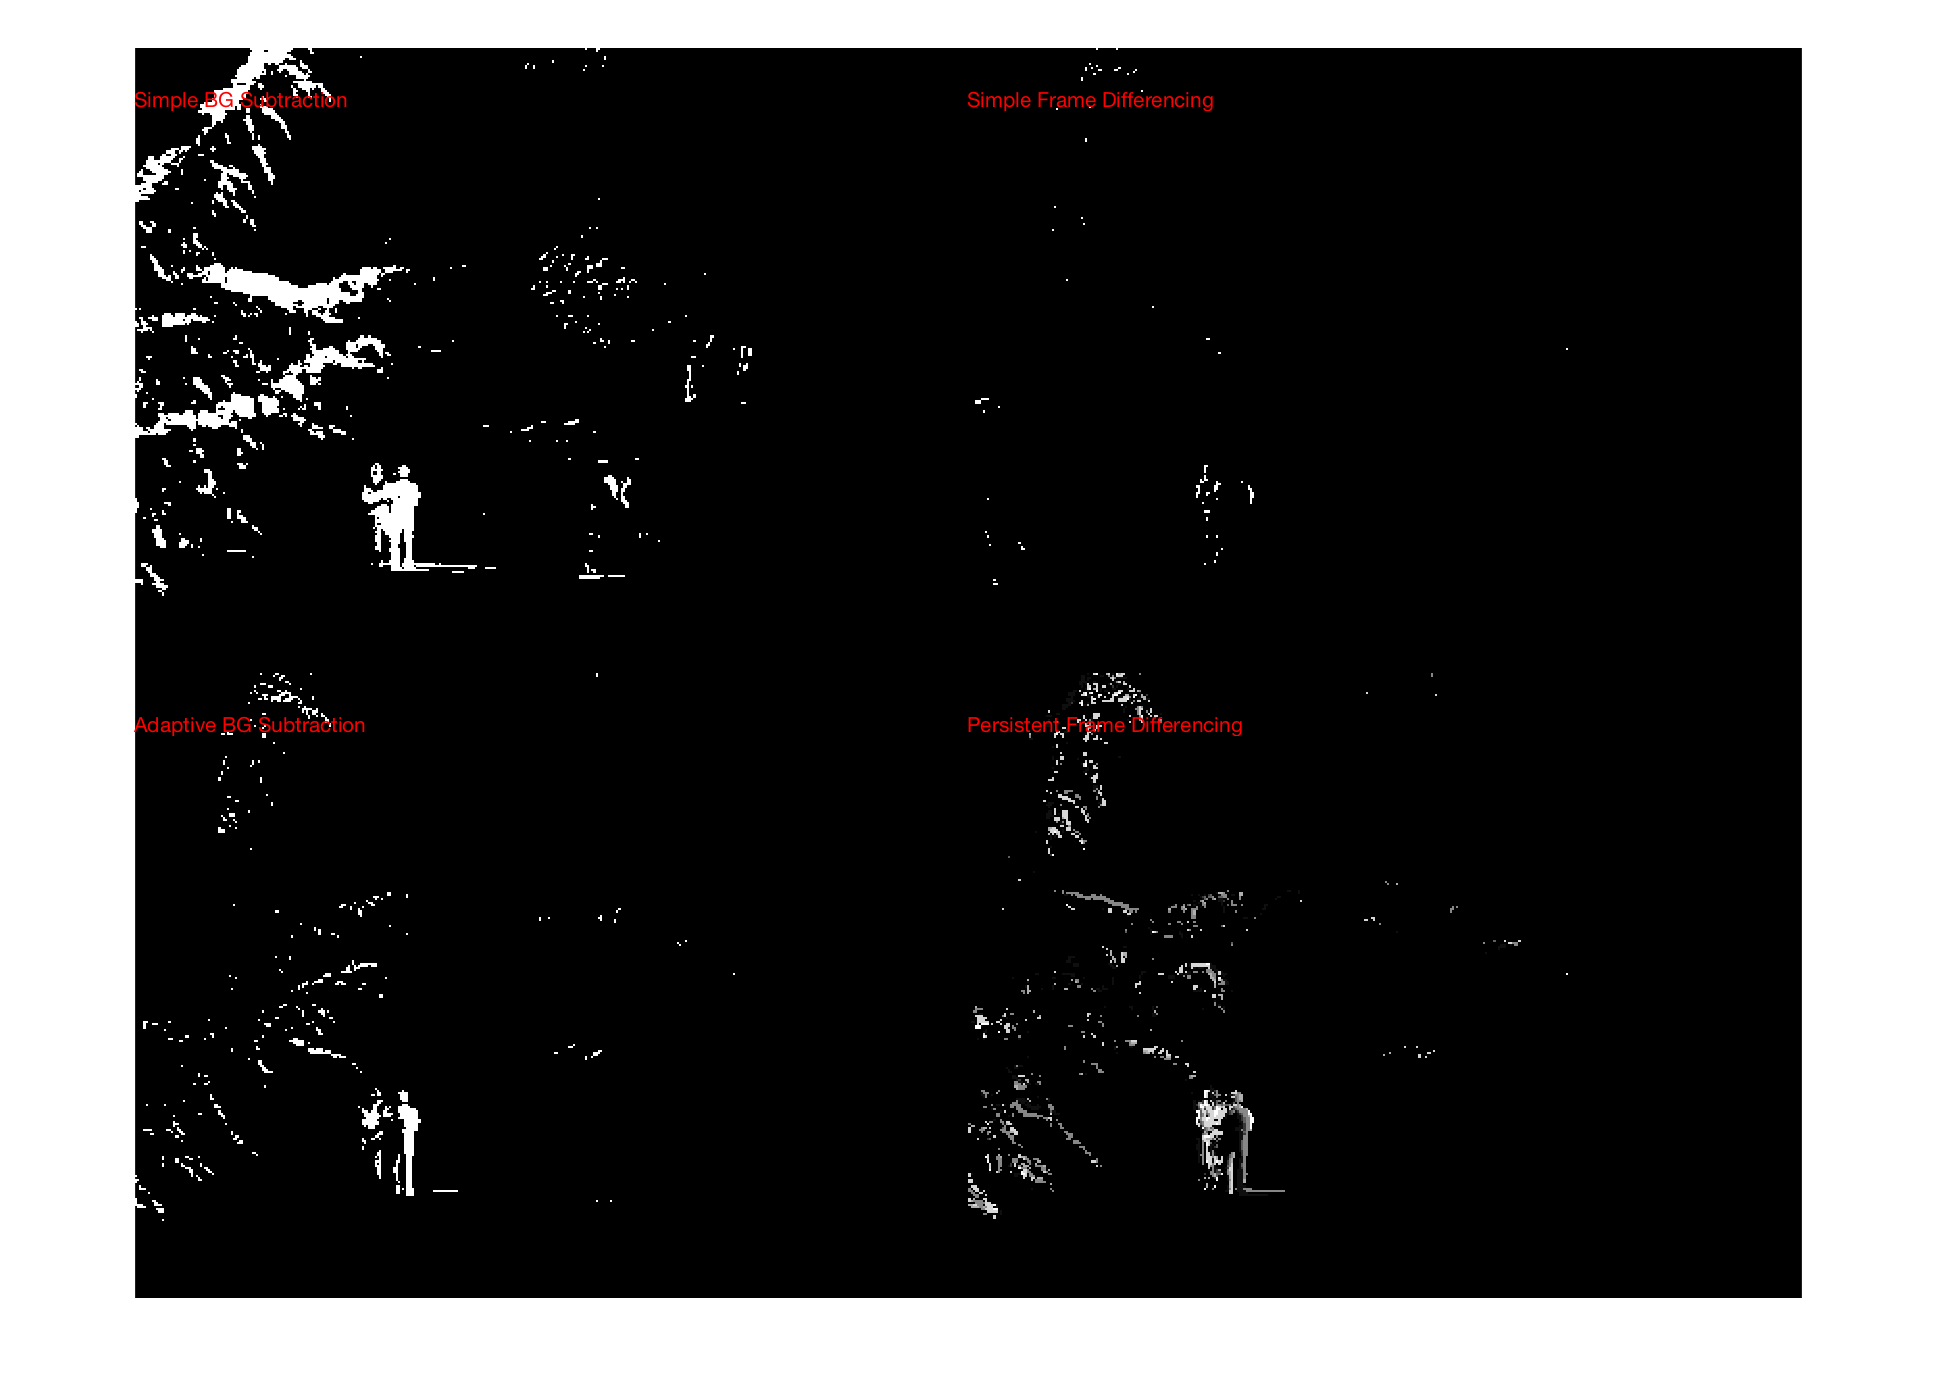 Simple BG Subtraction
Simple Frame Differencing
Adaptive BG Subtraction
Persistent Frame Differencing